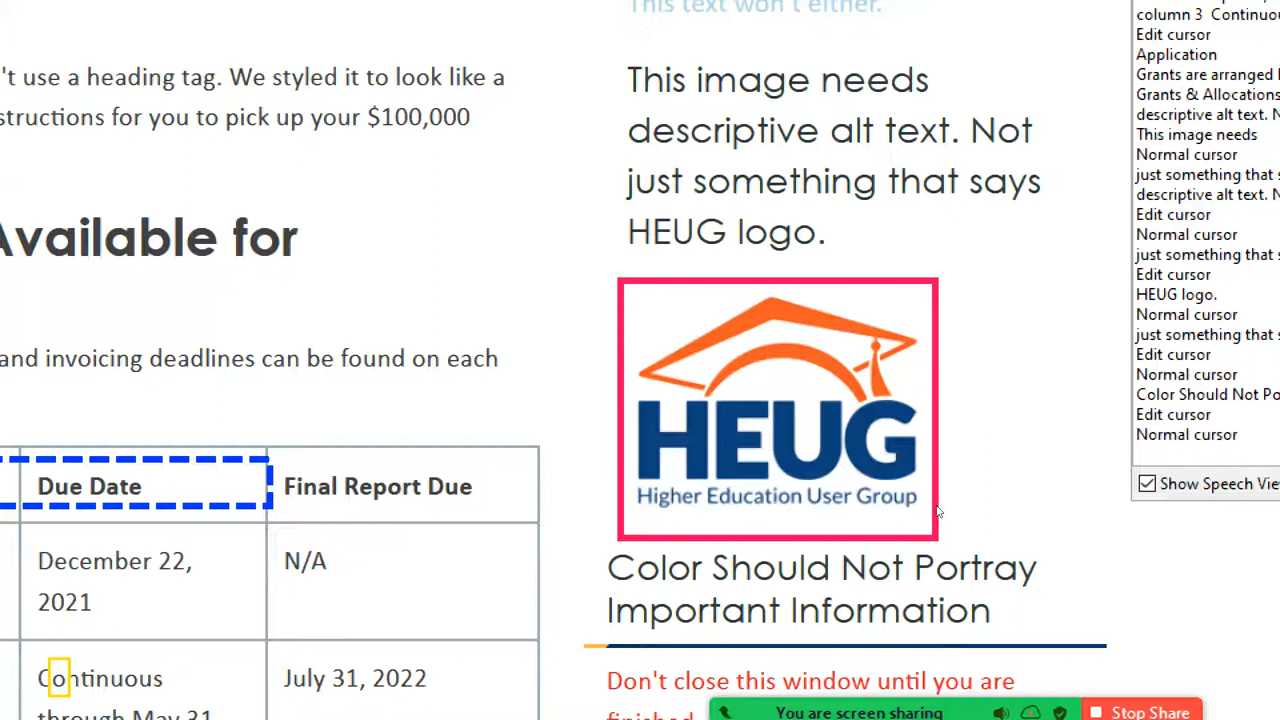 This text won't either.
't use a heading tag. We styled it to look like a
structions for you to pick up your $100,000
Available for
and invoicing deadlines can be found on each
Due Date
Final Report Due
December 22,
2021
N/A
Continuous
through May 31
July 31, 2022
This image needs
descriptive alt text. Not
just something that says
HEUG logo.
HEUG
Higher Education User Group
Color Should Not Portray
Important Information
Don't close this window until you are
finished
You are screen sharing
Stop Share
column 3 Continuou
Edit cursor
Application
Grants are arranged
Grants & Allocations
descriptive alt text. N
This image needs
Normal cursor
just something that s
descriptive alt text. N
Edit cursor
Normal cursor
just something that s
Edit cursor
HEUG logo.
Normal cursor
just something that s
Edit cursor
Normal cursor
Color Should Not Po
Edit cursor
Normal cursor
Show Speech Vie